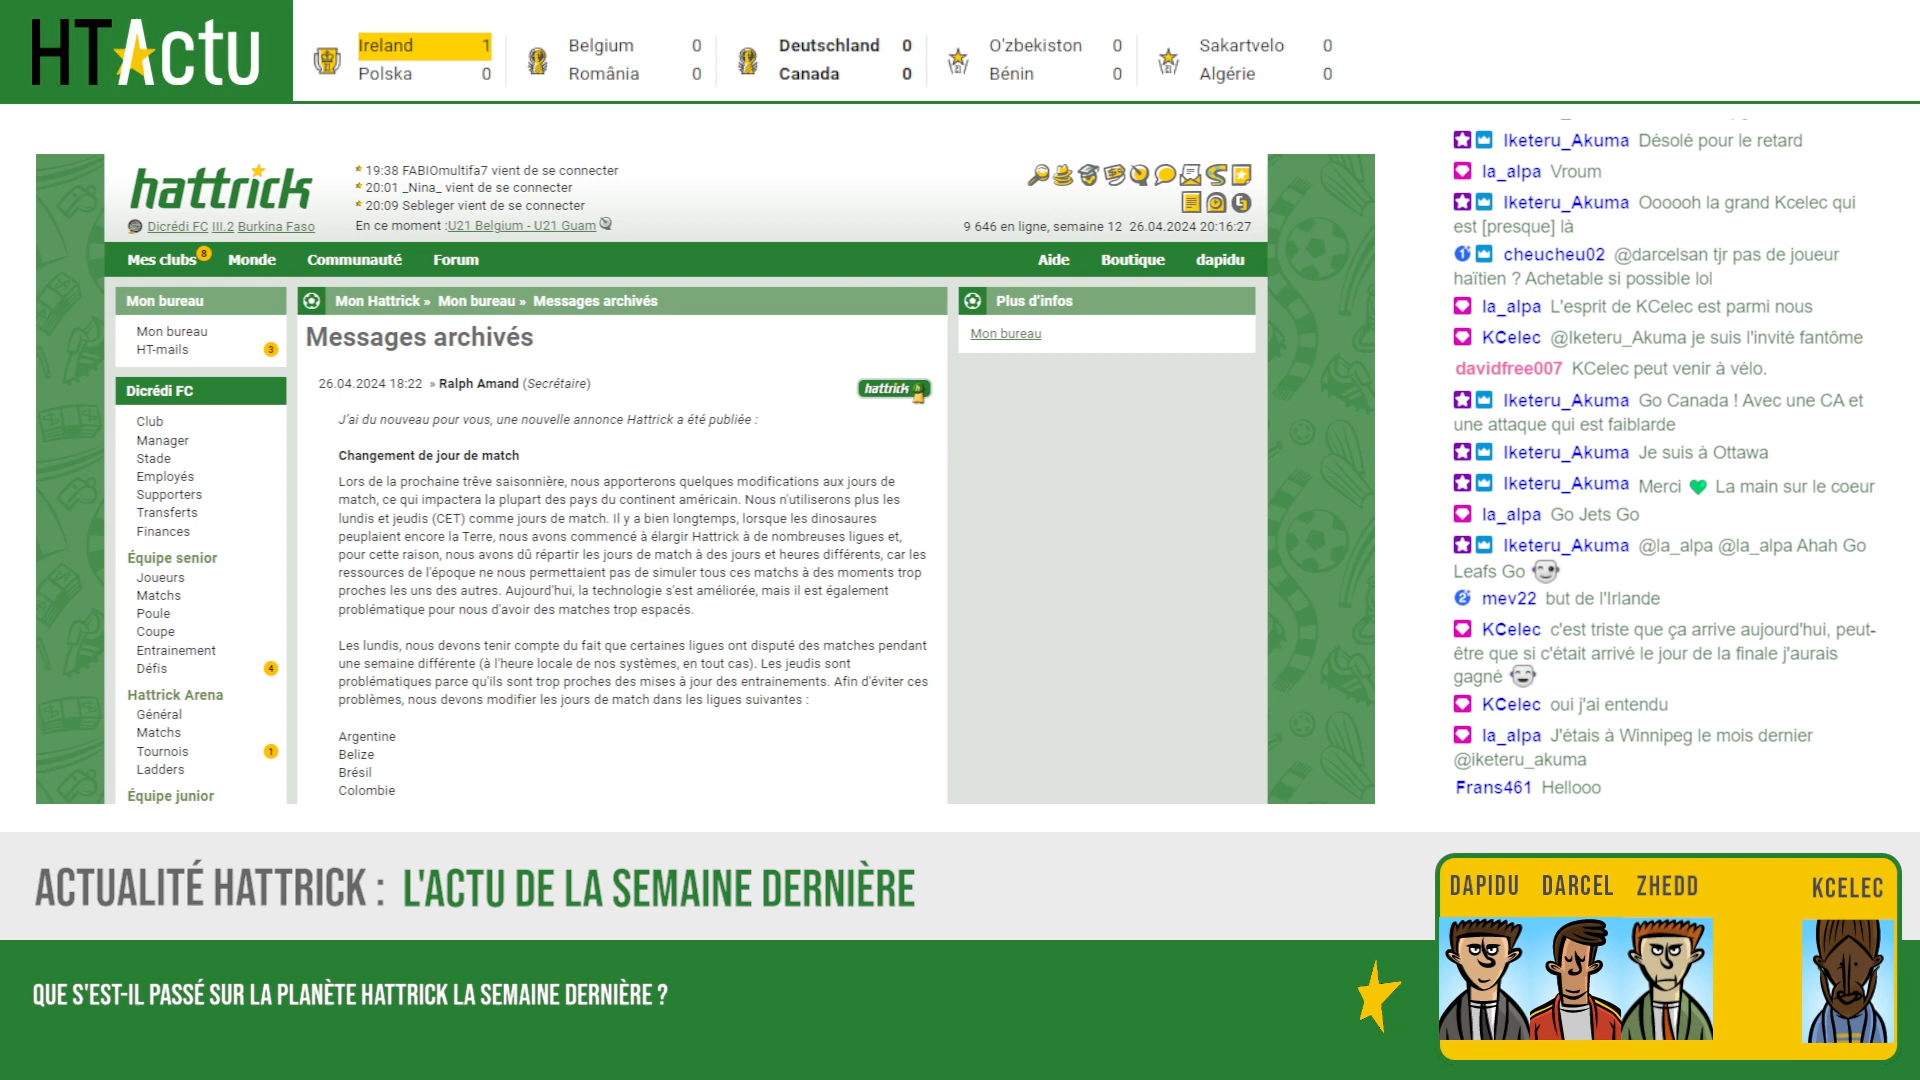 HT Actu
Ireland 1
Polska 0
Belgium 0
România 0
Deutschland 0
Canada 0
O'zbekiston 0
Bénin 0
Sakartvelo 0
Algérie 0
hattrick
Dicrédi FC III.2 Burkina Faso
19:38 FABIOmultifa7 vient de se connecter
20:01 _Nina_ vient de se connecter
20:09 Sebleger vient de se connecter
En ce moment :U21 Belgium - U21 Guam
9 646 en ligne, semaine 12 26.04.2024 20:16:27
Mes clubs 8 Monde Communauté Forum Aide Boutique dapidu
Mon bureau
Mon bureau
HT-mails 3
Dicrédi FC
Club
Manager
Stade
Employés
Supporters
Transferts
Finances
Équipe senior
Joueurs
Matchs
Poule
Coupe
Entrainement
Défis 4
Hattrick Arena
Général
Matchs
Tournois 1
Ladders
Équipe junior
Mon Hattrick » Mon bureau » Messages archivés
Messages archivés
26.04.2024 18:22 » Ralph Amand (Secrétaire)
hattrick
J'ai du nouveau pour vous, une nouvelle annonce Hattrick a été publiée :
Changement de jour de match
Lors de la prochaine trêve saisonnière, nous apporterons quelques modifications aux jours de
match, ce qui impactera la plupart des pays du continent américain. Nous n'utiliserons plus les
lundis et jeudis (CET) comme jours de match. Il y a bien longtemps, lorsque les dinosaures
peuplaient encore la Terre, nous avons commencé à élargir Hattrick à de nombreuses ligues et,
pour cette raison, nous avons dû répartir les jours de match à des jours et heures différents, car les
ressources de l'époque ne nous permettaient pas de simuler tous ces matchs à des moments trop
proches les uns des autres. Aujourd'hui, la technologie s'est améliorée, mais il est également
problématique pour nous d'avoir des matches trop espacés.
Les lundis, nous devons tenir compte du fait que certaines ligues ont disputé des matches pendant
une semaine différente (à l'heure locale de nos systèmes, en tout cas). Les jeudis sont
problématiques parce qu'ils sont trop proches des mises à jour des entrainements. Afin d'éviter ces
problèmes, nous devons modifier les jours de match dans les ligues suivantes :
Argentine
Belize
Brésil
Colombie
Plus d'infos
Mon bureau
Iketeru_Akuma Désolé pour le retard
la_alpa Vroum
Iketeru_Akuma Oooooh la grand Kcelec qui
est [presque] là
cheucheu02 @darcelsan tjr pas de joueur
haïtien ? Achetable si possible lol
la_alpa L'esprit de KCelec est parmi nous
KCelec @Iketeru_Akuma je suis l'invité fantôme
davidfree007 KCelec peut venir à vélo.
Iketeru_Akuma Go Canada ! Avec une CA et
une attaque qui est faiblarde
Iketeru_Akuma Je suis à Ottawa
Iketeru_Akuma Merci 💚 La main sur le coeur
la_alpa Go Jets Go
Iketeru_Akuma @la_alpa @la_alpa Ahah Go
Leafs Go
mev22 but de l'Irlande
KCelec c'est triste que ça arrive aujourd'hui, peut-
être que si c'était arrivé le jour de la finale j'aurais
gagné
KCelec oui j'ai entendu
la_alpa J'étais à Winnipeg le mois dernier
@iketeru_akuma
Frans461 Hellooo
ACTUALITÉ HATTRICK : L'ACTU DE LA SEMAINE DERNIÈRE
QUE S'EST-IL PASSÉ SUR LA PLANÈTE HATTRICK LA SEMAINE DERNIÈRE ?
DAPIDU DARCEL ZHEDD KCELEC